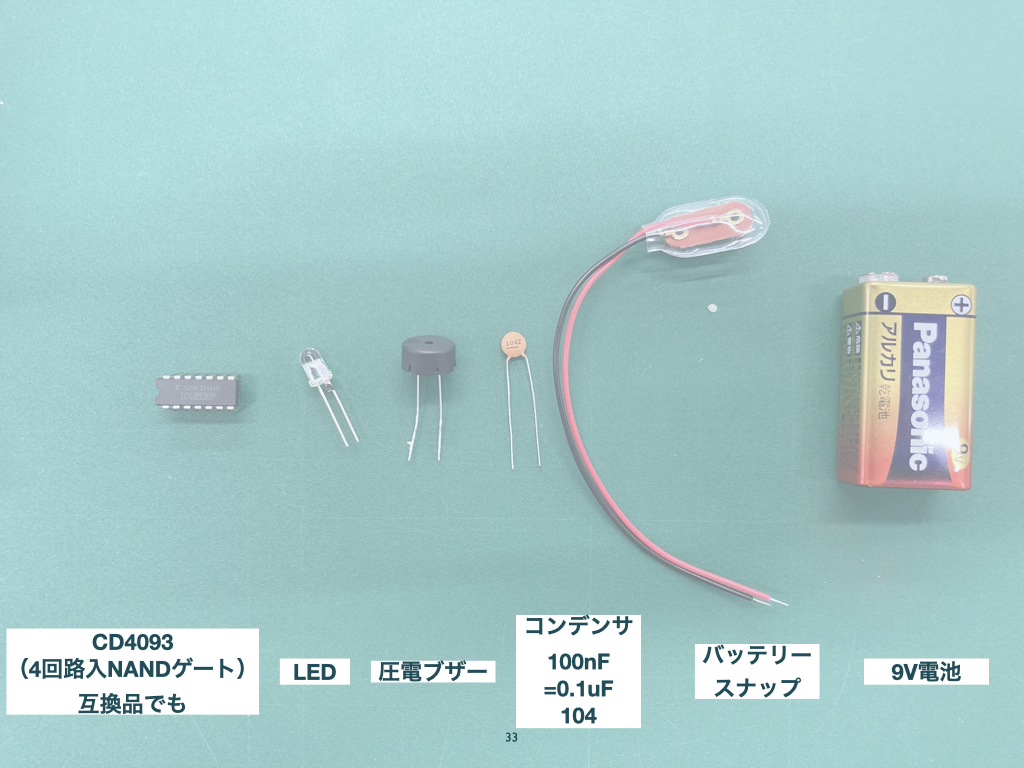 CD4093
（4回路入NANDゲート）
互換品でも
LED
圧電ブザー
コンデンサ
100nF
=0.1uF
104
バッテリー
スナップ
9V電池
Panasonic
アルカリ乾電池
9V
104Z
33